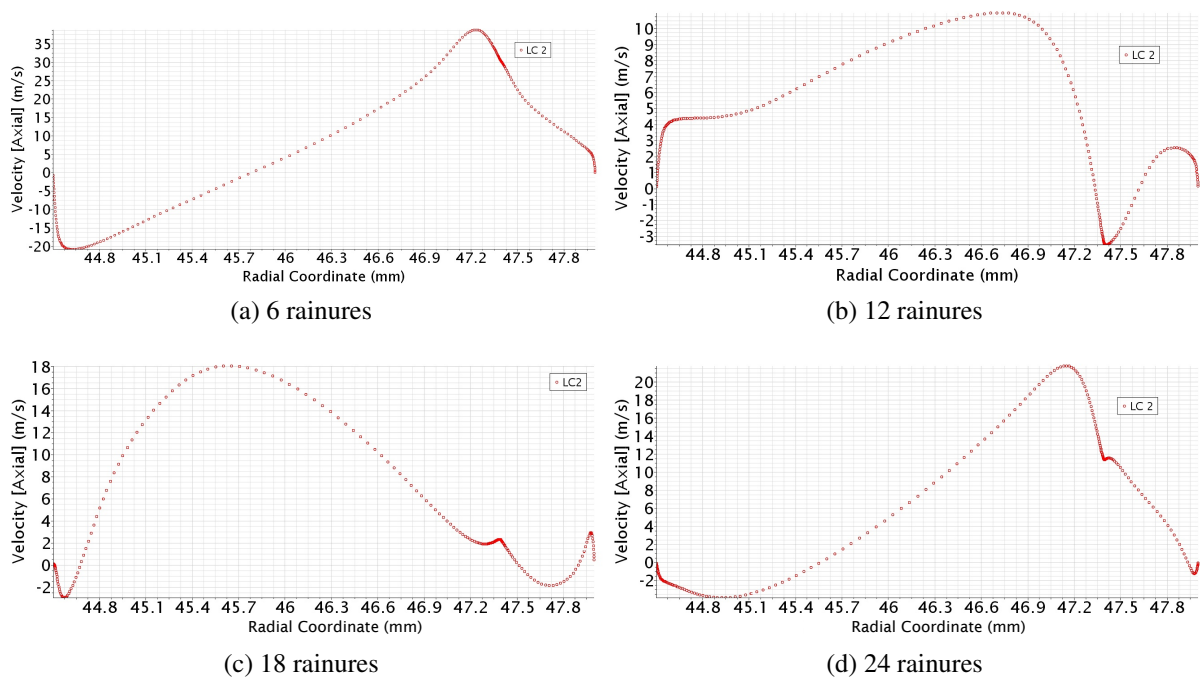 35
30
25
20
15
10
5
0
-5
-10
-15
-20
Velocity [Axial] (m/s)
LC 2
44.8 45.1 45.4 45.7 46 46.3 46.6 46.9 47.2 47.5 47.8
Radial Coordinate (mm)
(a) 6 rainures
10
9
8
7
6
5
4
3
2
1
0
-1
-2
-3
Velocity [Axial] (m/s)
LC 2
44.8 45.1 45.4 45.7 46 46.3 46.6 46.9 47.2 47.5 47.8
Radial Coordinate (mm)
(b) 12 rainures
18
16
14
12
10
8
6
4
2
0
-2
Velocity [Axial] (m/s)
LC2
44.8 45.1 45.4 45.7 46 46.3 46.6 46.9 47.2 47.5 47.8
Radial Coordinate (mm)
(c) 18 rainures
20
18
16
14
12
10
8
6
4
2
0
-2
Velocity [Axial] (m/s)
LC 2
44.8 45.1 45.4 45.7 46 46.3 46.6 46.9 47.2 47.5 47.8
Radial Coordinate (mm)
(d) 24 rainures